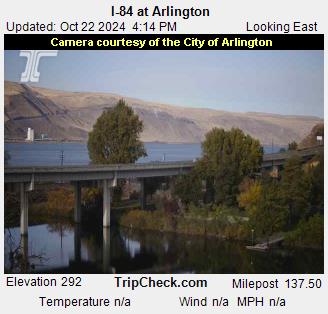 I-84 at Arlington
Updated: Oct 22 2024 4:14 PM Looking East
Camera courtesy of the City of Arlington
Elevation 292 TripCheck.com Milepost 137.50
Temperature n/a Wind n/a MPH n/a